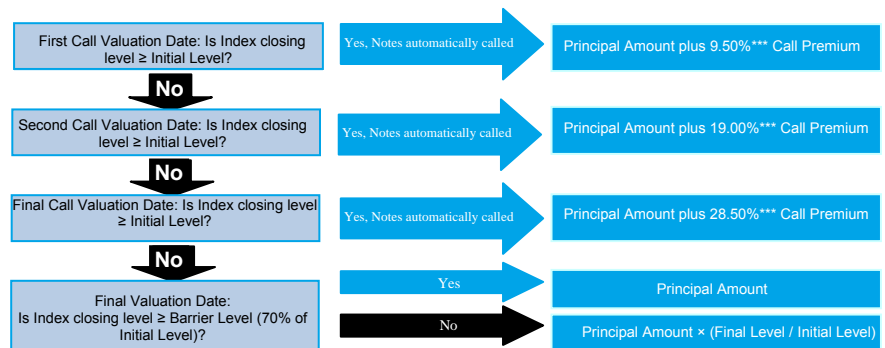 First Call Valuation Date: Is Index closing
level ≥ Initial Level?
Yes, Notes automatically called
Principal Amount plus 9.50%*** Call Premium
No
Second Call Valuation Date: Is Index closing
level ≥ Initial Level?
Yes, Notes automatically called
Principal Amount plus 19.00%*** Call Premium
No
Final Call Valuation Date: Is Index closing level
≥ Initial Level?
Yes, Notes automatically called
Principal Amount plus 28.50%*** Call Premium
No
Final Valuation Date:
Is Index closing level ≥ Barrier Level (70% of
Initial Level)?
Yes
Principal Amount
No
Principal Amount × (Final Level / Initial Level)